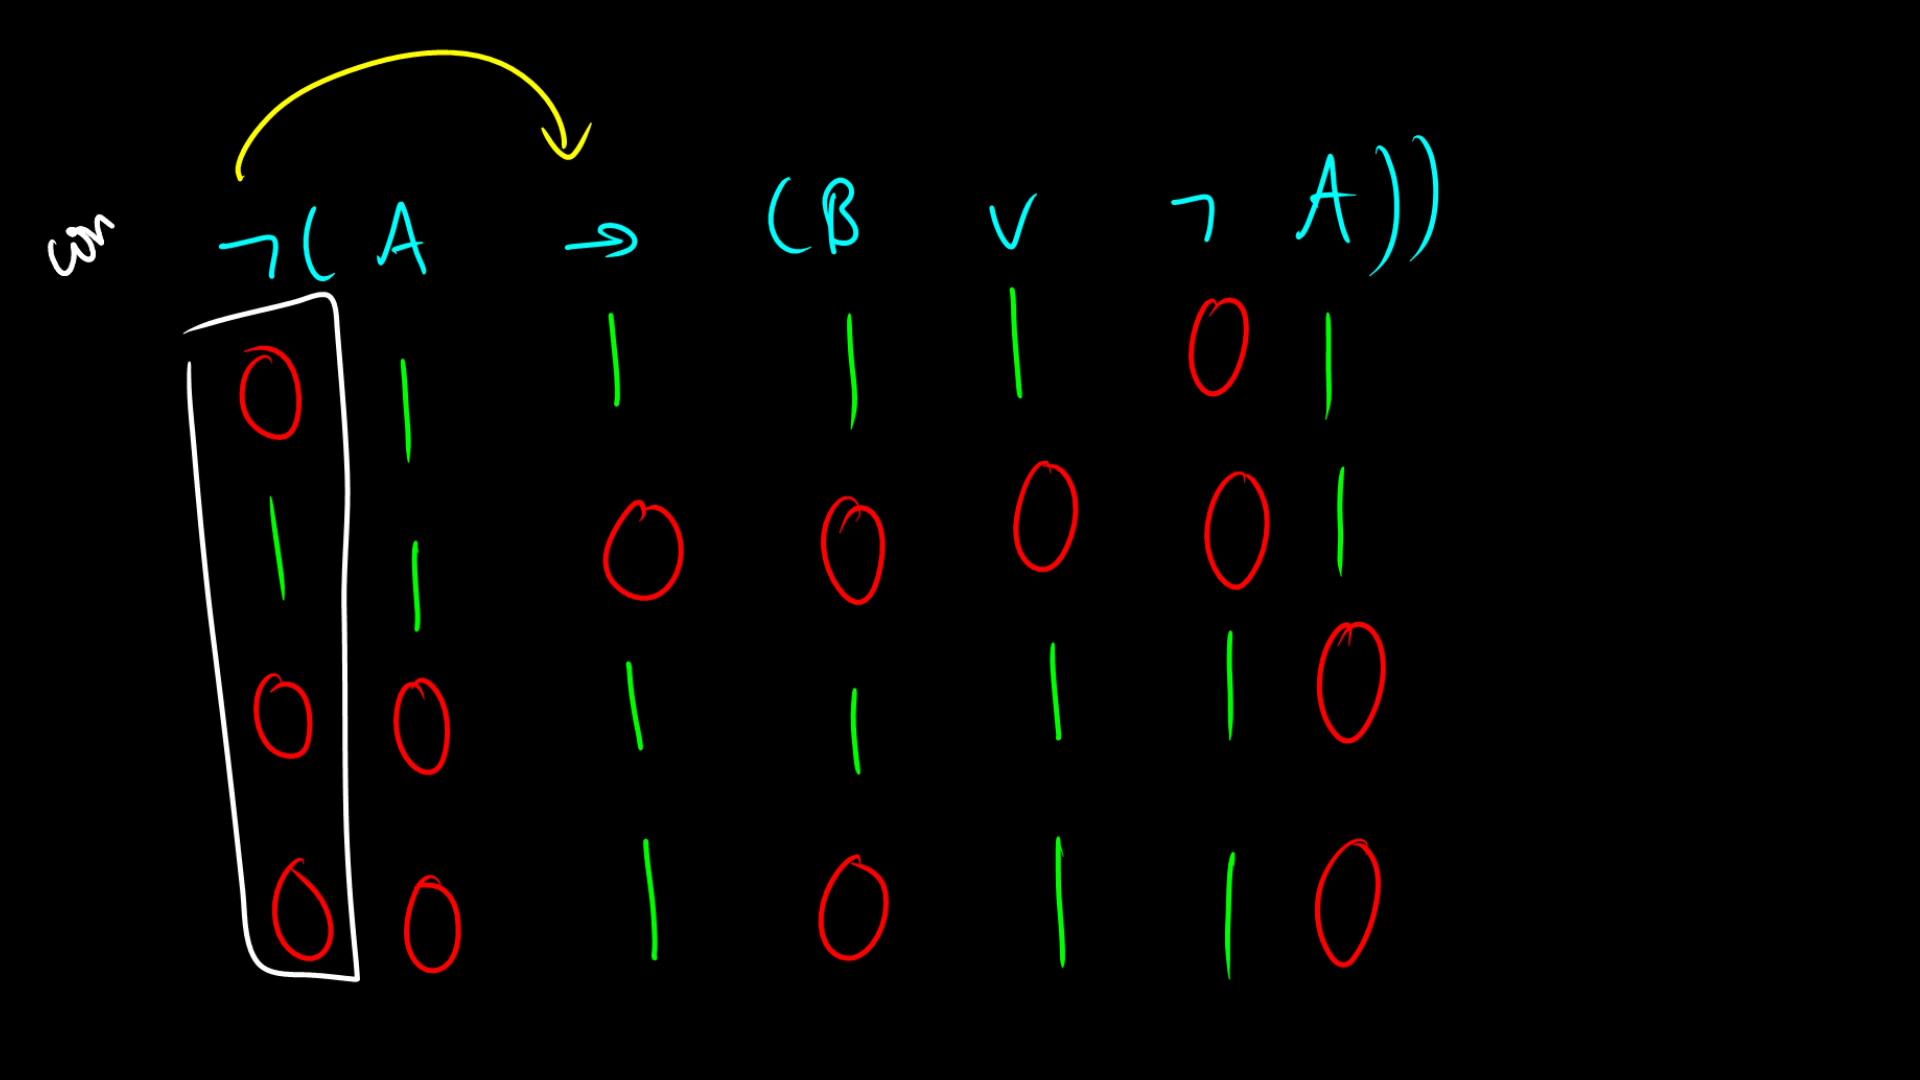 con ¬(A → (B ∨ ¬ A))
0 1 1 1 1 0 1
1 1 0 0 0 0 1
0 0 1 1 1 1 0
0 0 1 0 1 1 0